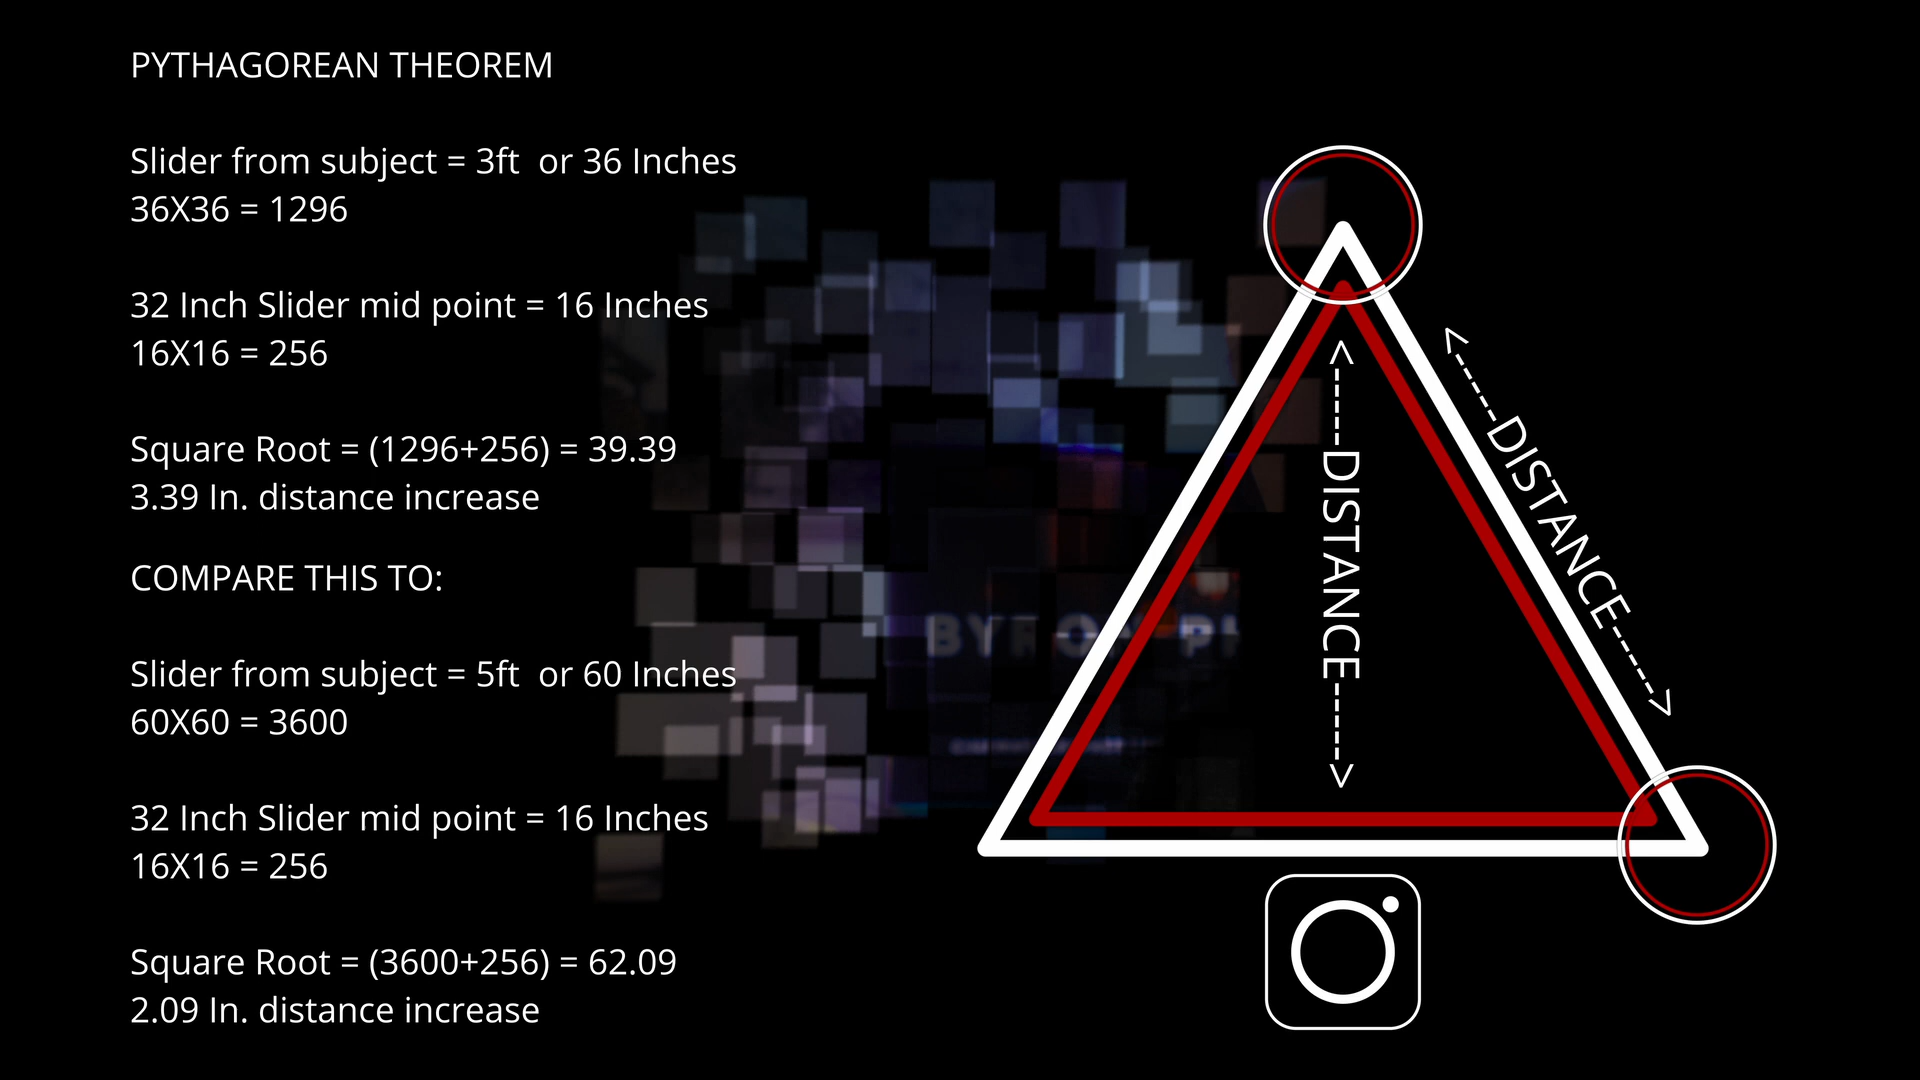 PYTHAGOREAN THEOREM
Slider from subject = 3ft  or 36 Inches
36X36 = 1296
32 Inch Slider mid point = 16 Inches
16X16 = 256
Square Root = (1296+256) = 39.39
3.39 In. distance increase
COMPARE THIS TO:
Slider from subject = 5ft  or 60 Inches
60X60 = 3600
32 Inch Slider mid point = 16 Inches
16X16 = 256
Square Root = (3600+256) = 62.09
2.09 In. distance increase
<------DISTANCE------>
<------DISTANCE------>